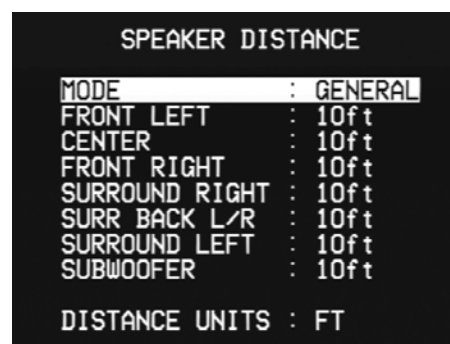 SPEAKER DISTANCE
MODE : GENERAL
FRONT LEFT : 10ft
CENTER : 10ft
FRONT RIGHT : 10ft
SURROUND RIGHT : 10ft
SURR BACK L/R : 10ft
SURROUND LEFT : 10ft
SUBWOOFER : 10ft
DISTANCE UNITS : FT